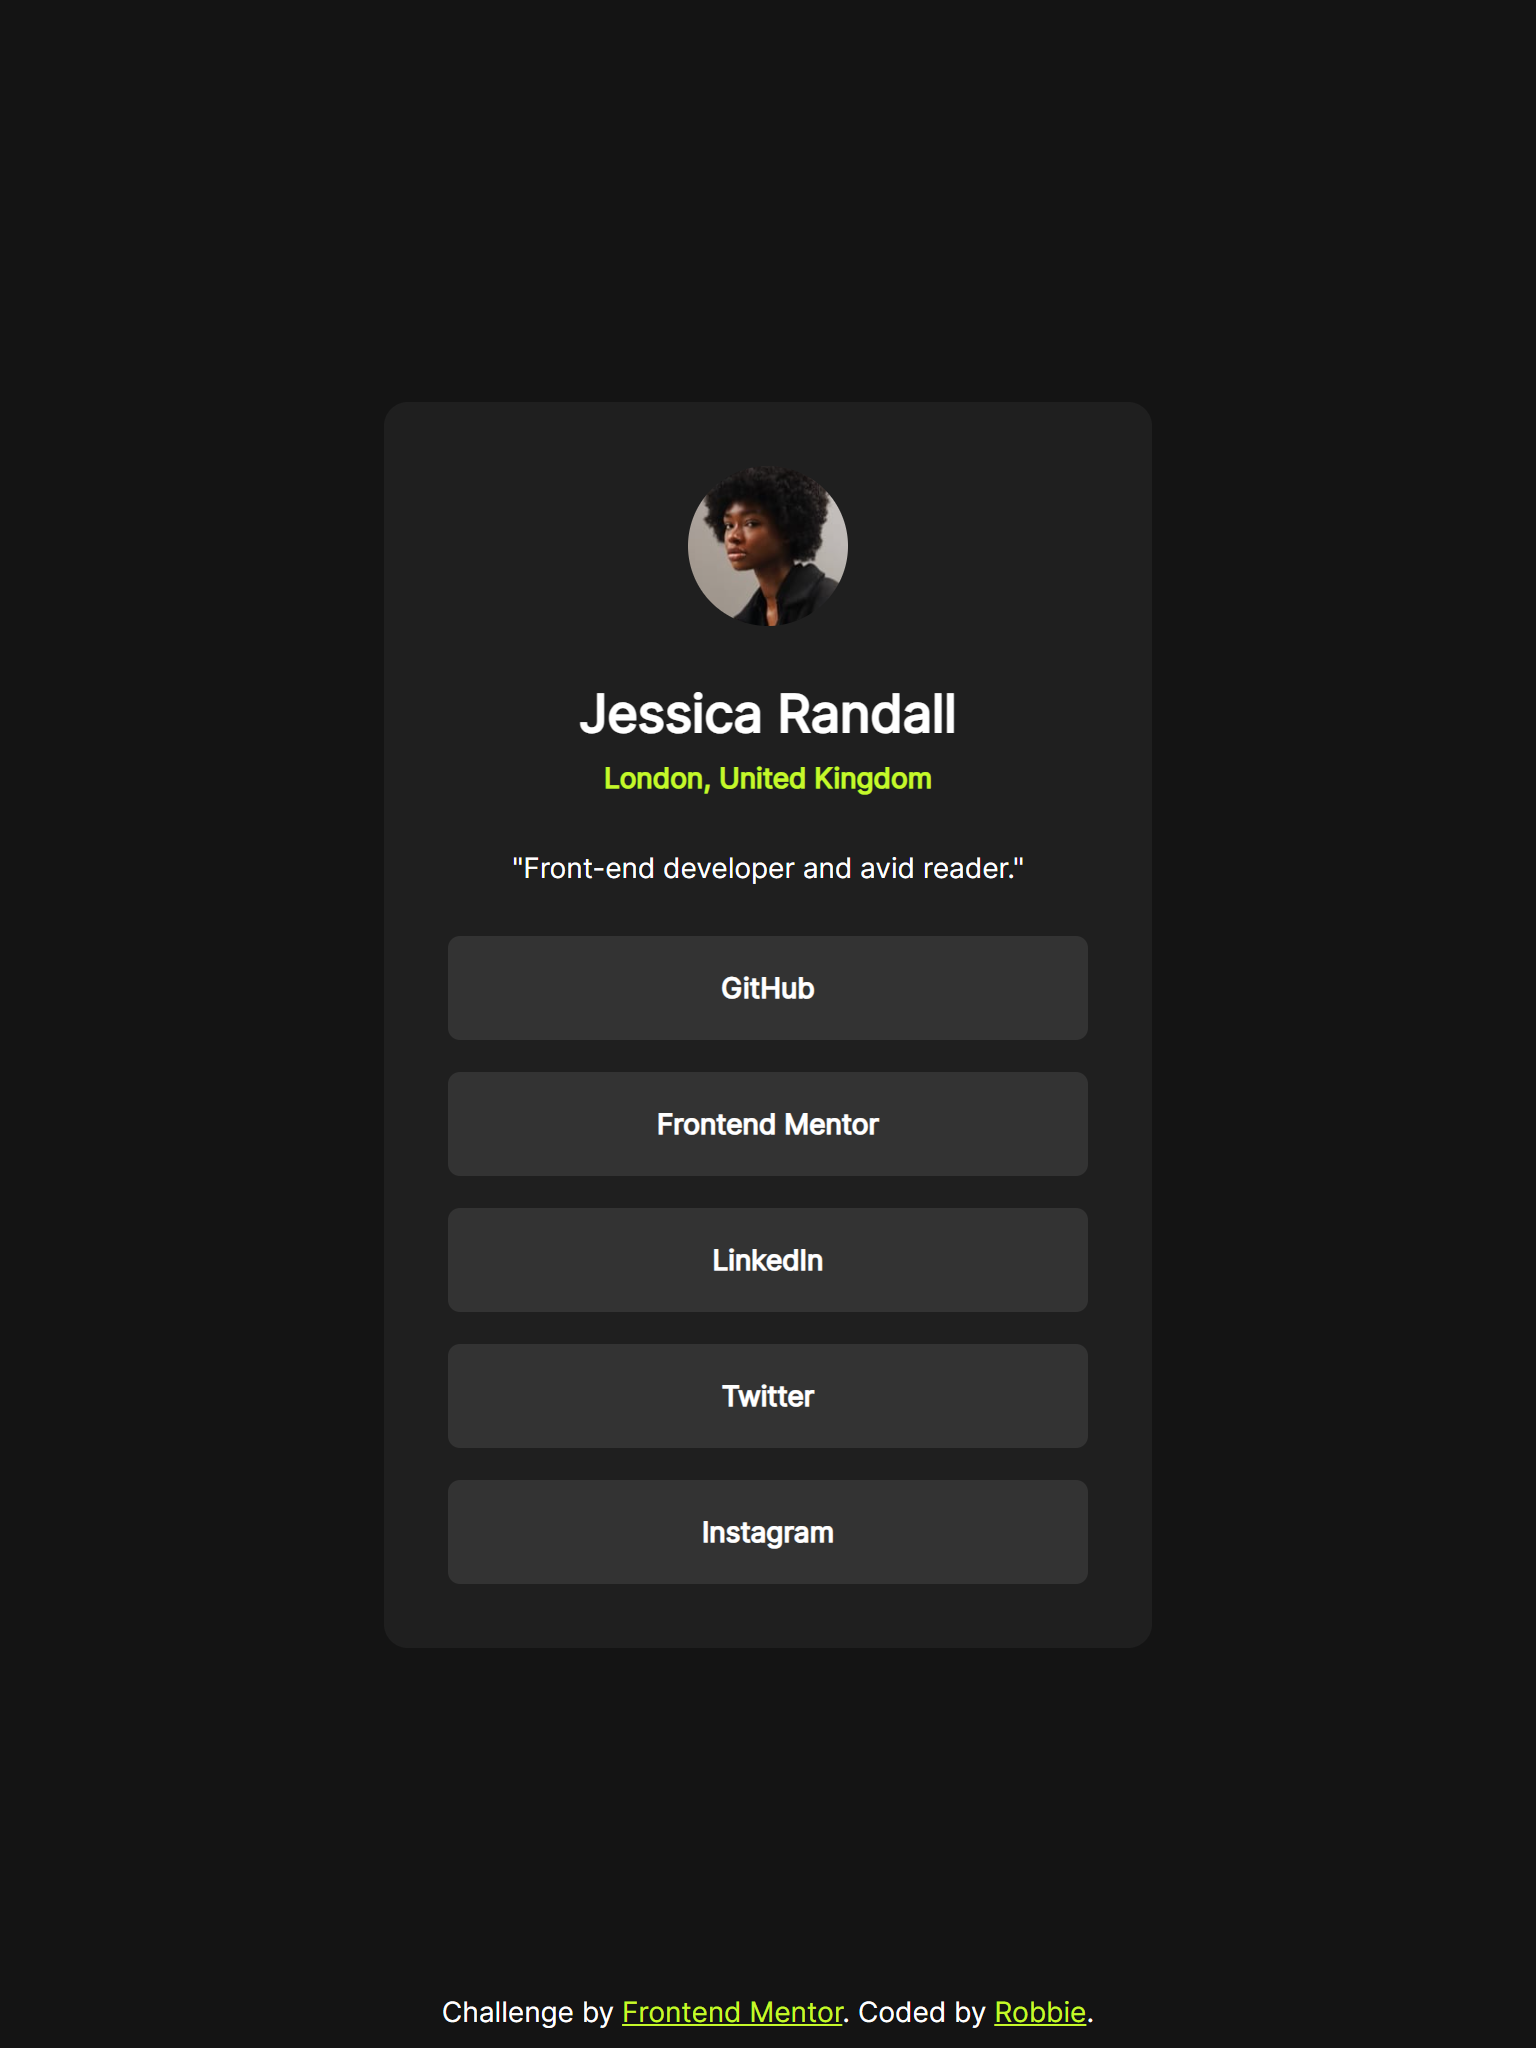 Jessica Randall
London, United Kingdom
"Front-end developer and avid reader."
GitHub
Frontend Mentor
LinkedIn
Twitter
Instagram
Challenge by Frontend Mentor. Coded by Robbie.